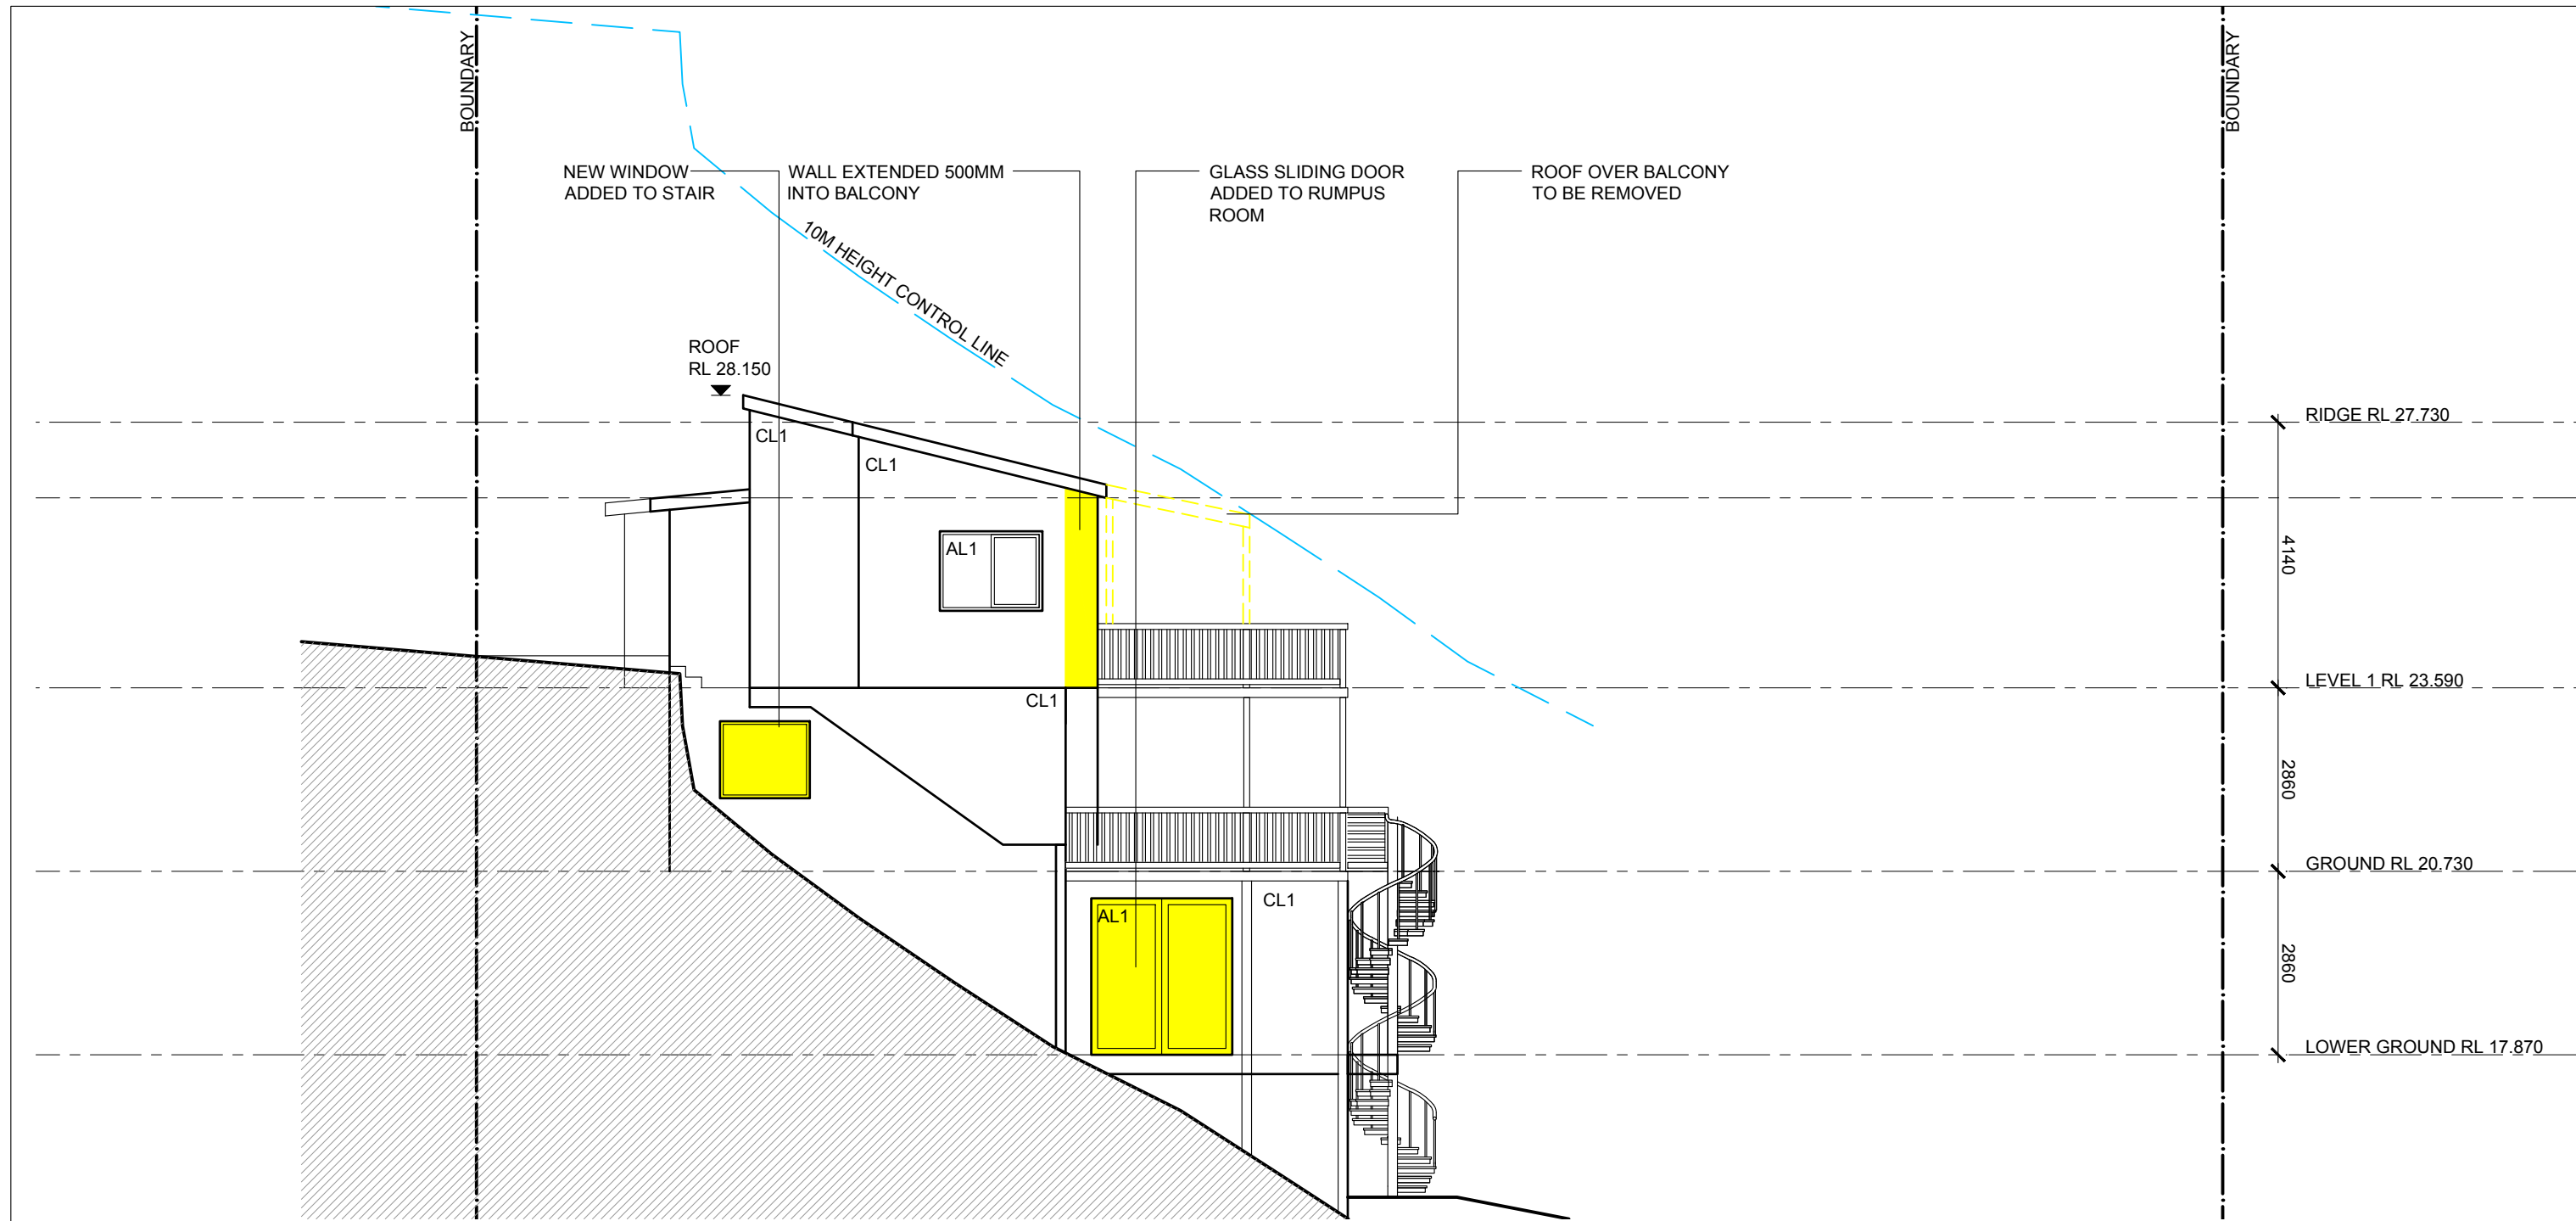 BOUNDARY
BOUNDARY
NEW WINDOW
ADDED TO STAIR
WALL EXTENDED 500MM
INTO BALCONY
GLASS SLIDING DOOR
ADDED TO RUMPUS
ROOM
ROOF OVER BALCONY
TO BE REMOVED
10M HEIGHT CONTROL LINE
ROOF
RL 28.150
RIDGE RL 27.730
CL1
CL1
AL1
4140
LEVEL 1 RL 23.590
CL1
2860
GROUND RL 20.730
AL1
CL1
2860
LOWER GROUND RL 17.870